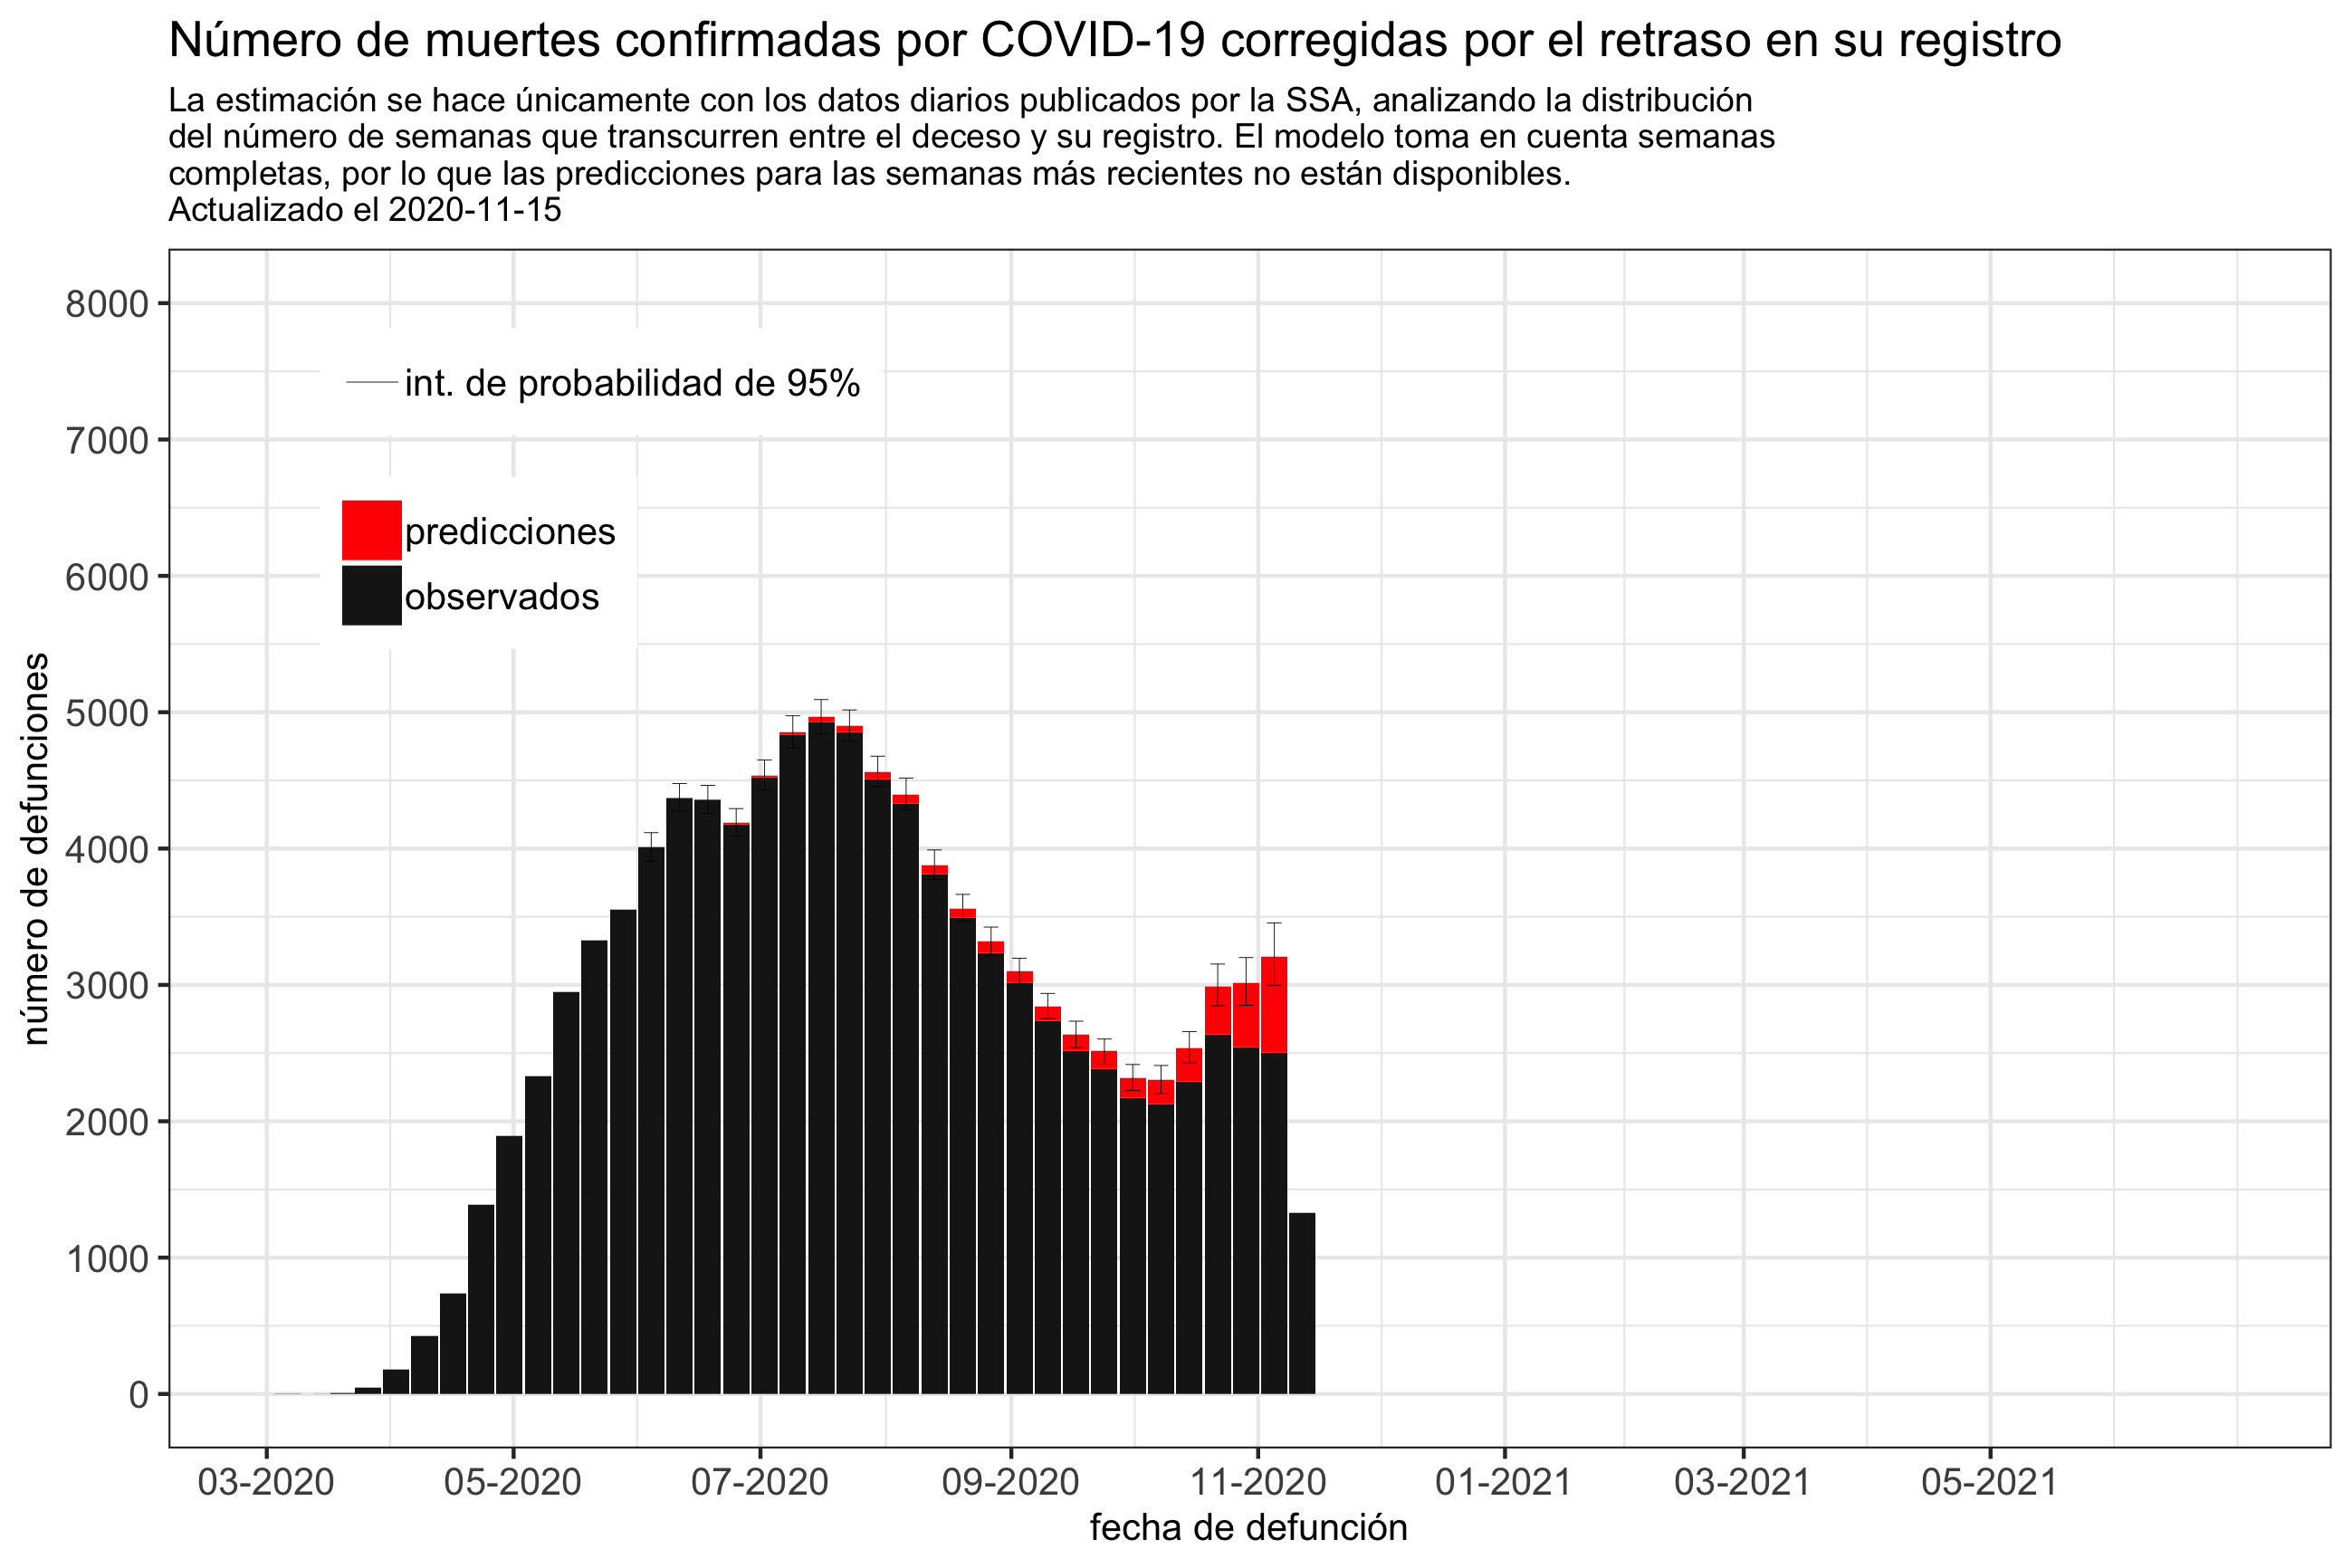 Número de muertes confirmadas por COVID-19 corregidas por el retraso en su registro
La estimación se hace únicamente con los datos diarios publicados por la SSA, analizando la distribución
del número de semanas que transcurren entre el deceso y su registro. El modelo toma en cuenta semanas
completas, por lo que las predicciones para las semanas más recientes no están disponibles.
Actualizado el 2020-11-15
número de defunciones
8000
7000
6000
5000
4000
3000
2000
1000
0
int. de probabilidad de 95%
predicciones
observados
03-2020
05-2020
07-2020
09-2020
11-2020
01-2021
03-2021
05-2021
fecha de defunción